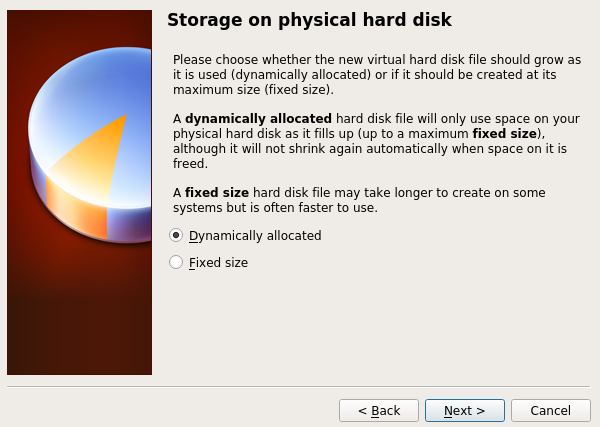 Storage on physical hard disk
Please choose whether the new virtual hard disk file should grow as
it is used (dynamically allocated) or if it should be created at its
maximum size (fixed size).
A dynamically allocated hard disk file will only use space on your
physical hard disk as it fills up (up to a maximum fixed size),
although it will not shrink again automatically when space on it is
freed.
A fixed size hard disk file may take longer to create on some
systems but is often faster to use.
Dynamically allocated
Fixed size
< Back
Next >
Cancel